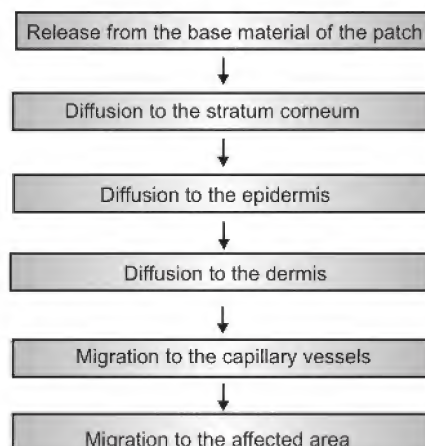 Release from the base material of the patch
Diffusion to the stratum corneum
Diffusion to the epidermis
Diffusion to the dermis
Migration to the capillary vessels
Migration to the affected area